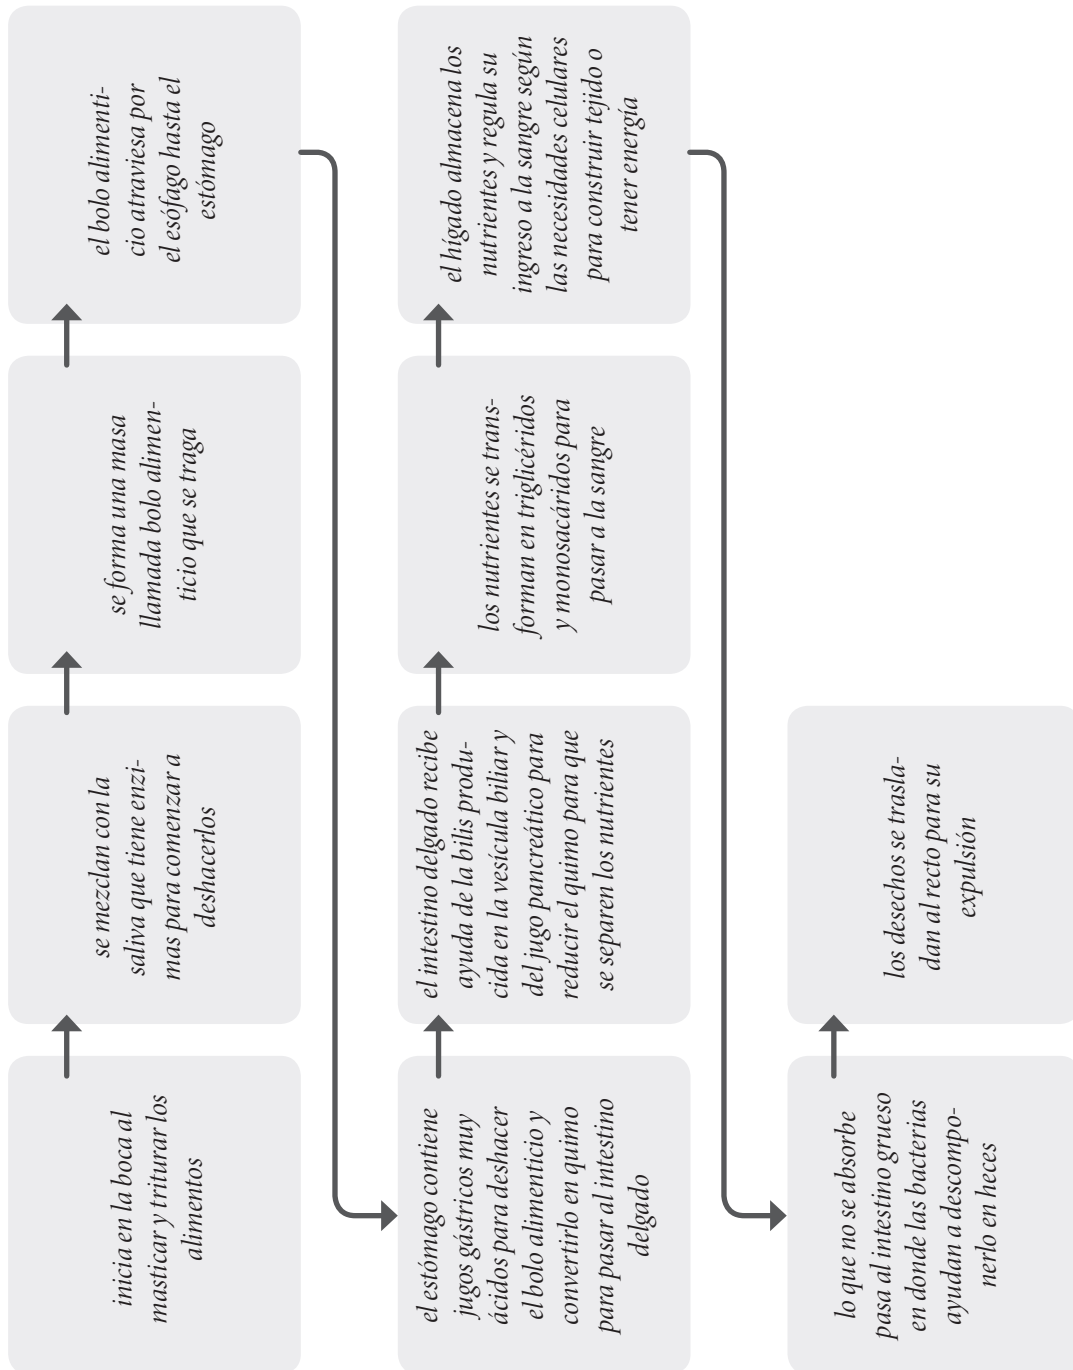 inicia en la boca al
masticar y triturar los
alimentos
se mezclan con la
saliva que tiene enzi-
mas para comenzar a
deshacerlos
se forma una masa
llamada bolo alimen-
ticio que se traga
el bolo alimenti-
cio atraviesa por
el esófago hasta el
estómago
el estómago contiene
jugos gástricos muy
ácidos para deshacer
el bolo alimenticio y
convertirlo en quimo
para pasar al intestino
delgado
el intestino delgado recibe
ayuda de la bilis produ-
cida en la vesícula biliar y
del jugo pancreático para
reducir el quimo para que
se separen los nutrientes
los nutrientes se trans-
forman en triglicéridos
y monosacáridos para
pasar a la sangre
el hígado almacena los
nutrientes y regula su
ingreso a la sangre según
las necesidades celulares
para construir tejido o
tener energía
lo que no se absorbe
pasa al intestino grueso
en donde las bacterias
ayudan a descompo-
nerlo en heces
los desechos se trasla-
dan al recto para su
expulsión